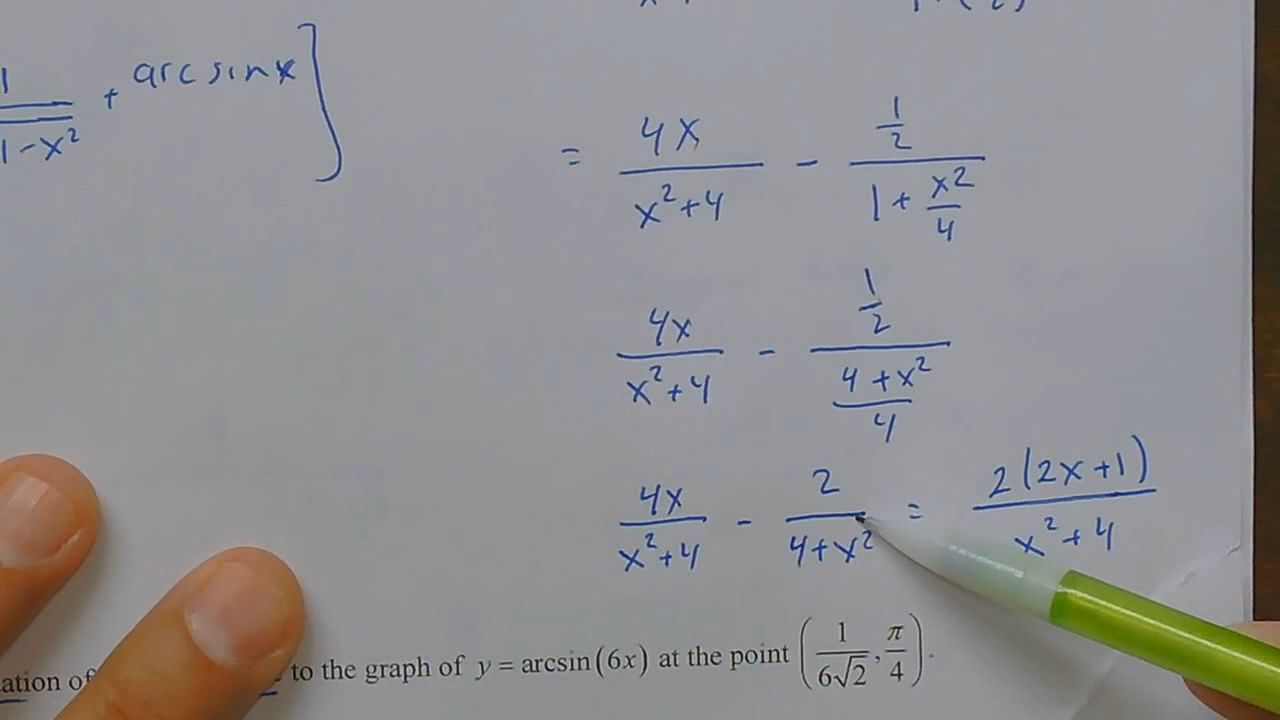 1/√(1-x²) + arcsinx]
= 4x/(x²+4) - (1/2)/(1 + x²/4)
4x/(x²+4) - (1/2)/((4+x²)/4)
4x/(x²+4) - 2/(4+x²) = 2(2x+1)/(x²+4)
to the graph of y = arcsin(6x) at the point (1/(6√2), π/4).